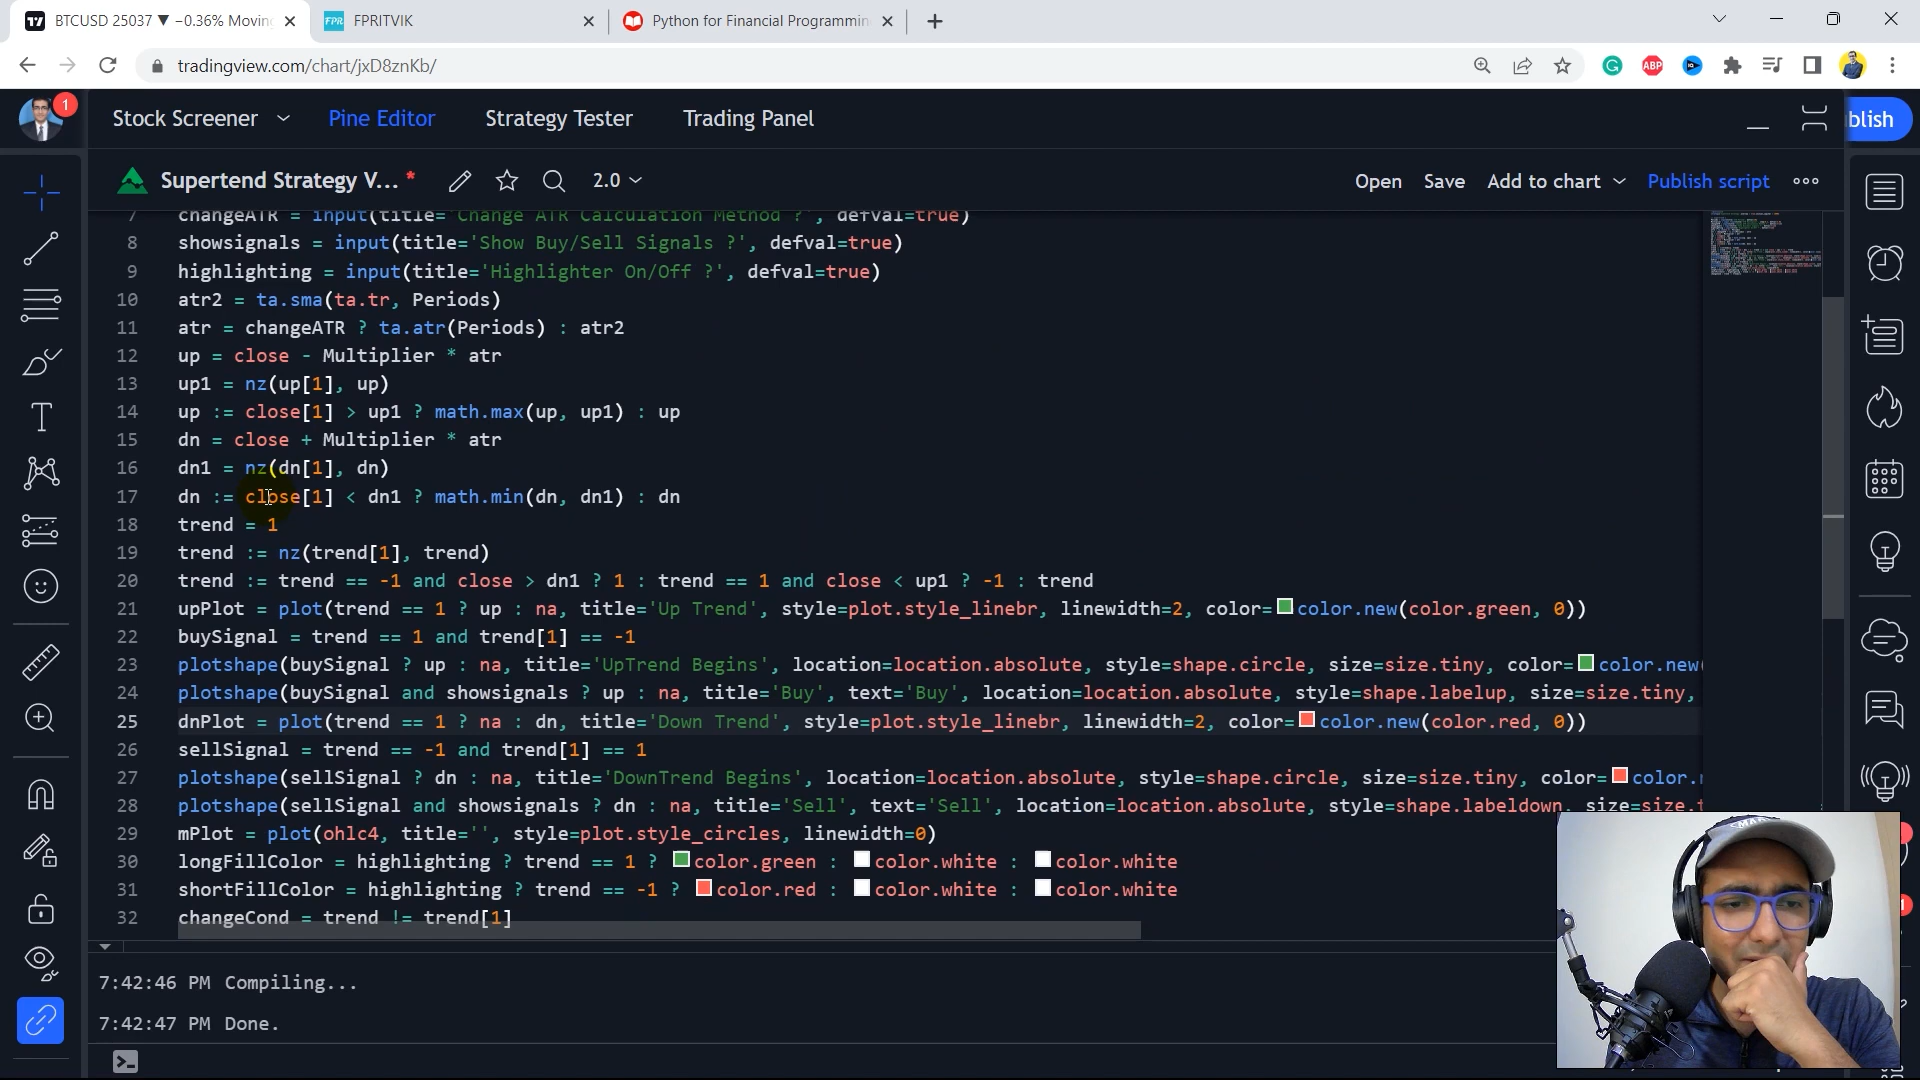 BTCUSD 25037 ▼ −0.36% Movin
FPRITVIK
Python for Financial Programmin
tradingview.com/chart/jxD8znKb/
Stock Screener
Pine Editor
Strategy Tester
Trading Panel
blish
1
Supertend Strategy V... *
2.0
Open
Save
Add to chart
Publish script
7 changeATR = input(title='Change ATR Calculation Method ?', defval=true)
8 showsignals = input(title='Show Buy/Sell Signals ?', defval=true)
9 highlighting = input(title='Highlighter On/Off ?', defval=true)
10 atr2 = ta.sma(ta.tr, Periods)
11 atr = changeATR ? ta.atr(Periods) : atr2
12 up = close - Multiplier * atr
13 up1 = nz(up[1], up)
14 up := close[1] > up1 ? math.max(up, up1) : up
15 dn = close + Multiplier * atr
16 dn1 = nz(dn[1], dn)
17 dn := close[1] < dn1 ? math.min(dn, dn1) : dn
18 trend = 1
19 trend := nz(trend[1], trend)
20 trend := trend == -1 and close > dn1 ? 1 : trend == 1 and close < up1 ? -1 : trend
21 upPlot = plot(trend == 1 ? up : na, title='Up Trend', style=plot.style_linebr, linewidth=2, color=color.new(color.green, 0))
22 buySignal = trend == 1 and trend[1] == -1
23 plotshape(buySignal ? up : na, title='UpTrend Begins', location=location.absolute, style=shape.circle, size=size.tiny, color=color.new(
24 plotshape(buySignal and showsignals ? up : na, title='Buy', text='Buy', location=location.absolute, style=shape.labelup, size=size.tiny,
25 dnPlot = plot(trend == 1 ? na : dn, title='Down Trend', style=plot.style_linebr, linewidth=2, color=color.new(color.red, 0))
26 sellSignal = trend == -1 and trend[1] == 1
27 plotshape(sellSignal ? dn : na, title='DownTrend Begins', location=location.absolute, style=shape.circle, size=size.tiny, color=color.n
28 plotshape(sellSignal and showsignals ? dn : na, title='Sell', text='Sell', location=location.absolute, style=shape.labeldown, size=size.t
29 mPlot = plot(ohlc4, title='', style=plot.style_circles, linewidth=0)
30 longFillColor = highlighting ? trend == 1 ? color.green : color.white : color.white
31 shortFillColor = highlighting ? trend == -1 ? color.red : color.white : color.white
32 changeCond = trend != trend[1]
7:42:46 PM Compiling...
7:42:47 PM Done.